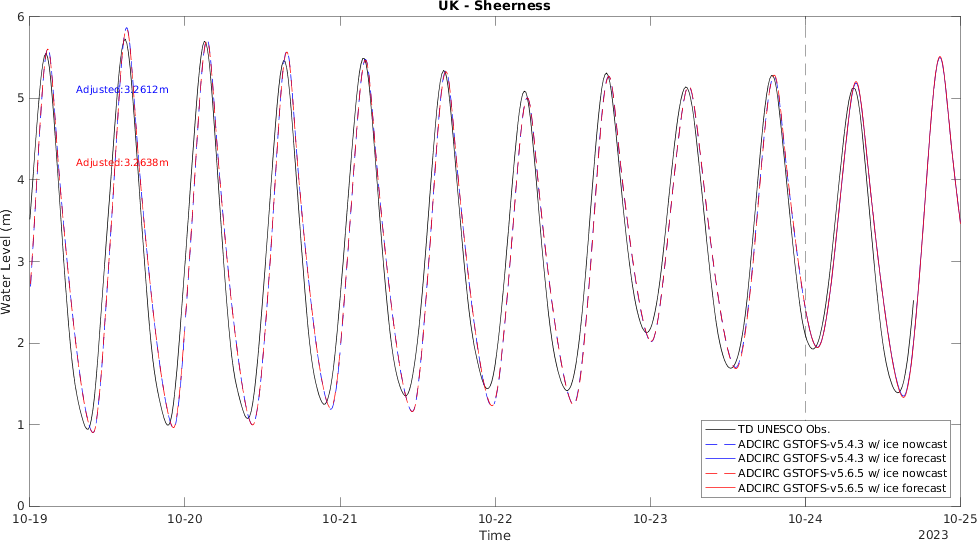 UK - Sheerness
6
5
4
3
2
1
0
Water Level (m)
Adjusted:3.2612m
Adjusted:3.2638m
TD UNESCO Obs.
ADCIRC GSTOFS-v5.4.3 w/ ice nowcast
ADCIRC GSTOFS-v5.4.3 w/ ice forecast
ADCIRC GSTOFS-v5.6.5 w/ ice nowcast
ADCIRC GSTOFS-v5.6.5 w/ ice forecast
10-19 10-20 10-21 10-22 10-23 10-24 10-25
Time
2023